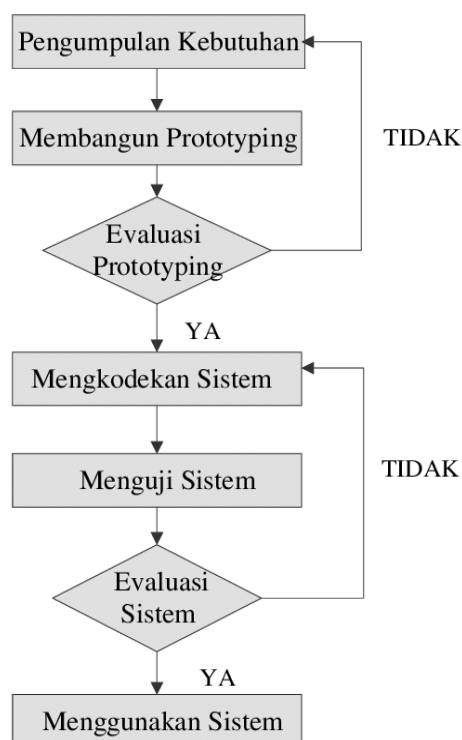 Pengumpulan Kebutuhan
Membangun Prototyping
TIDAK
Evaluasi
Prototyping
YA
Mengkodekan Sistem
TIDAK
Menguji Sistem
Evaluasi
Sistem
YA
Menggunakan Sistem